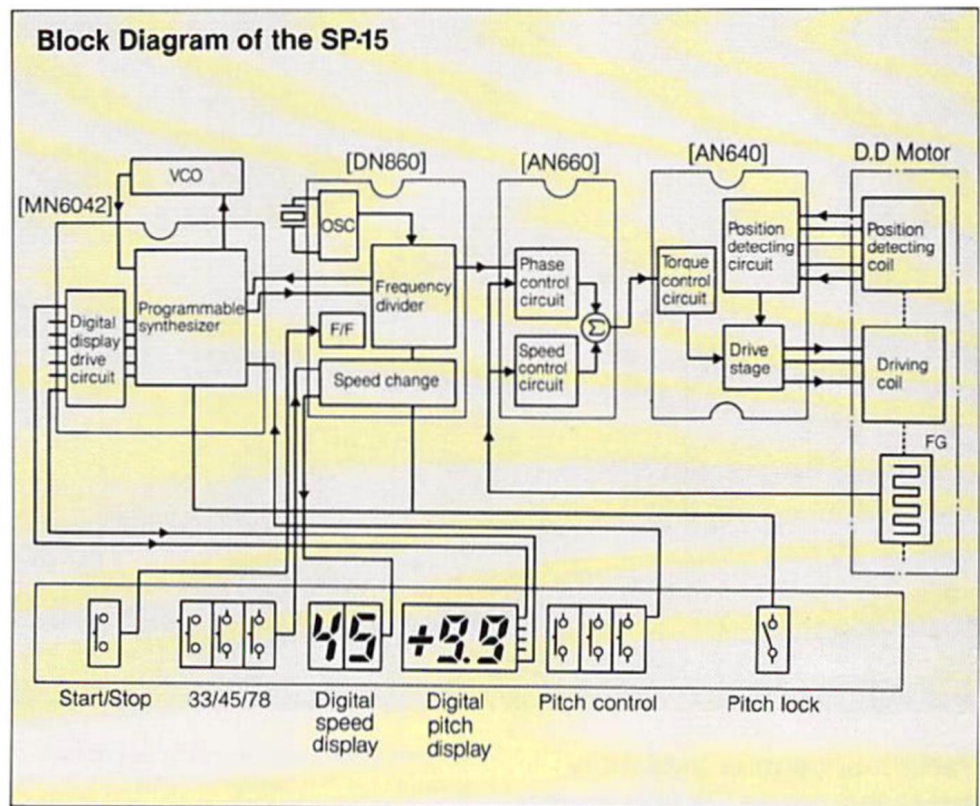 Block Diagram of the SP-15
[DN860]
[AN660]
[AN640]
D.D Motor
VCO
[MN6042]
OSC
Programmable
synthesizer
Digital
display
drive
circuit
Frequency
divider
F/F
Speed change
Phase
control
circuit
Σ
Speed
control
circuit
Torque
control
circuit
Position
detecting
circuit
Drive
stage
Position
detecting
coil
Driving
coil
FG
45
+9.9
Start/Stop
33/45/78
Digital
speed
display
Digital
pitch
display
Pitch control
Pitch lock